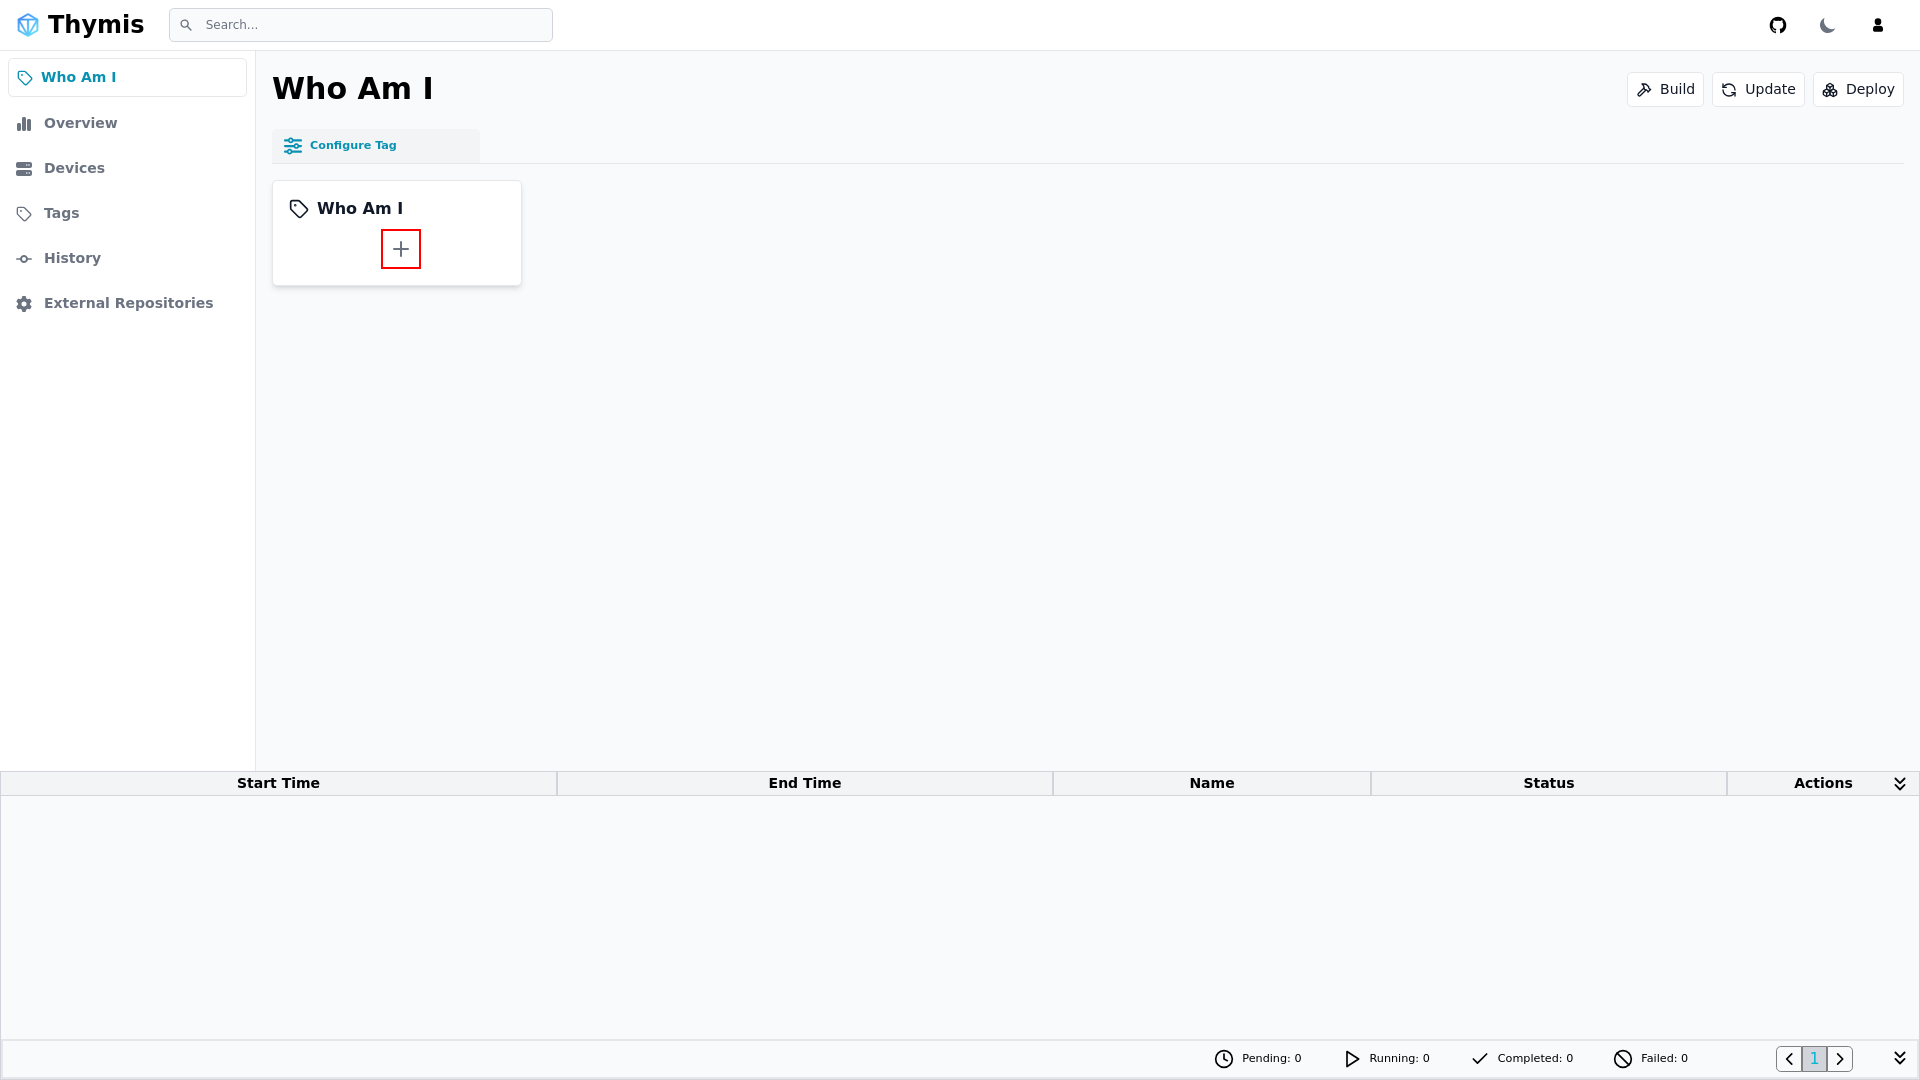 Thymis
Search...
Who Am I
Overview
Devices
Tags
History
External Repositories
Who Am I
Build
Update
Deploy
Configure Tag
Who Am I
Start Time
End Time
Name
Status
Actions
Pending: 0
Running: 0
Completed: 0
Failed: 0
1